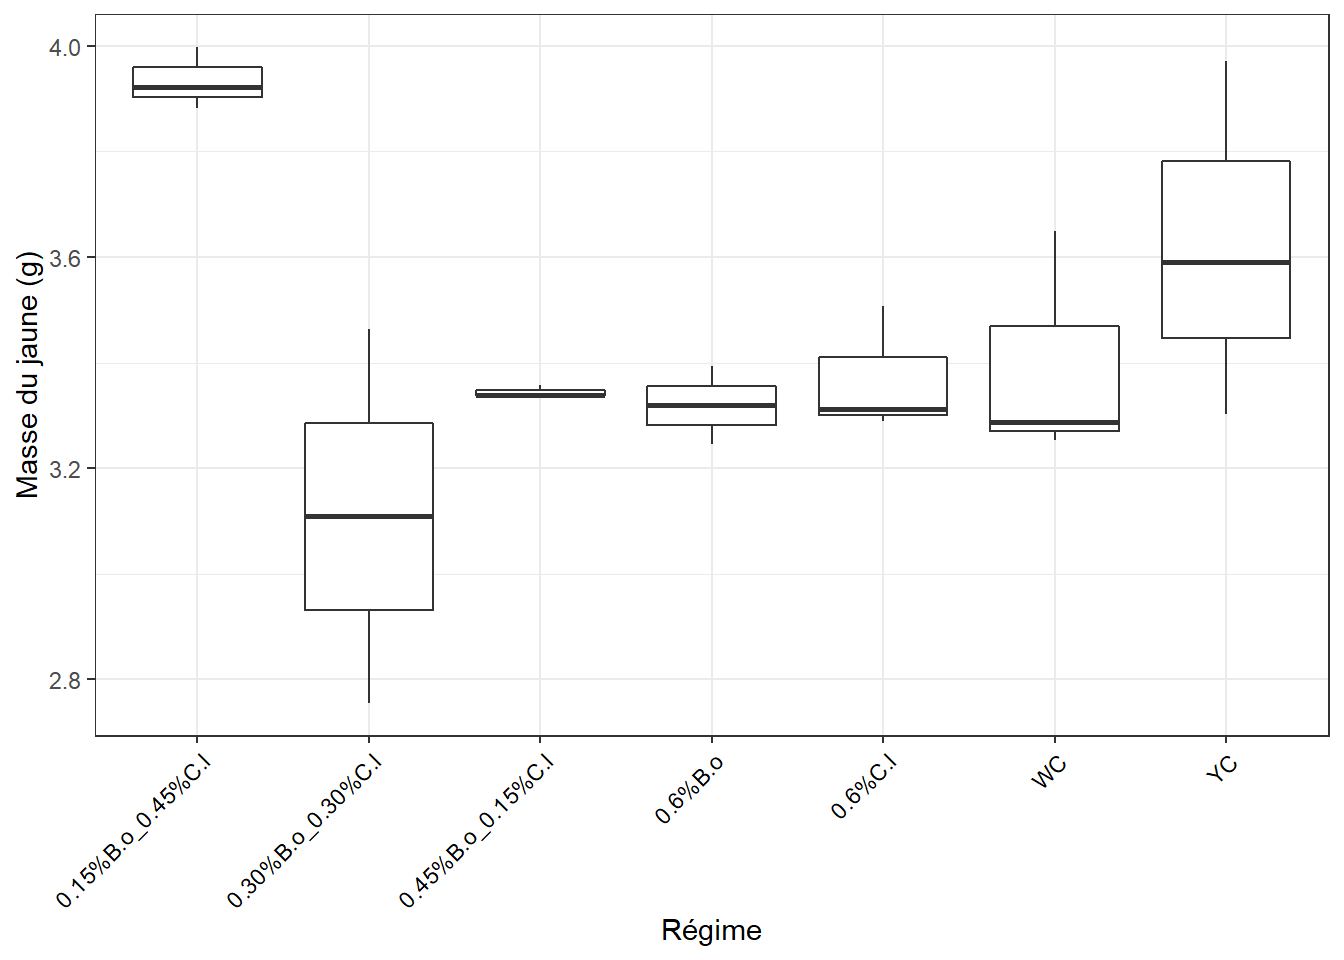 Masse du jaune (g)
4.0
3.6
3.2
2.8
0.15%B.o_0.45%C.l
0.30%B.o_0.30%C.l
0.45%B.o_0.15%C.l
0.6%B.o
0.6%C.l
WC
YC
Régime